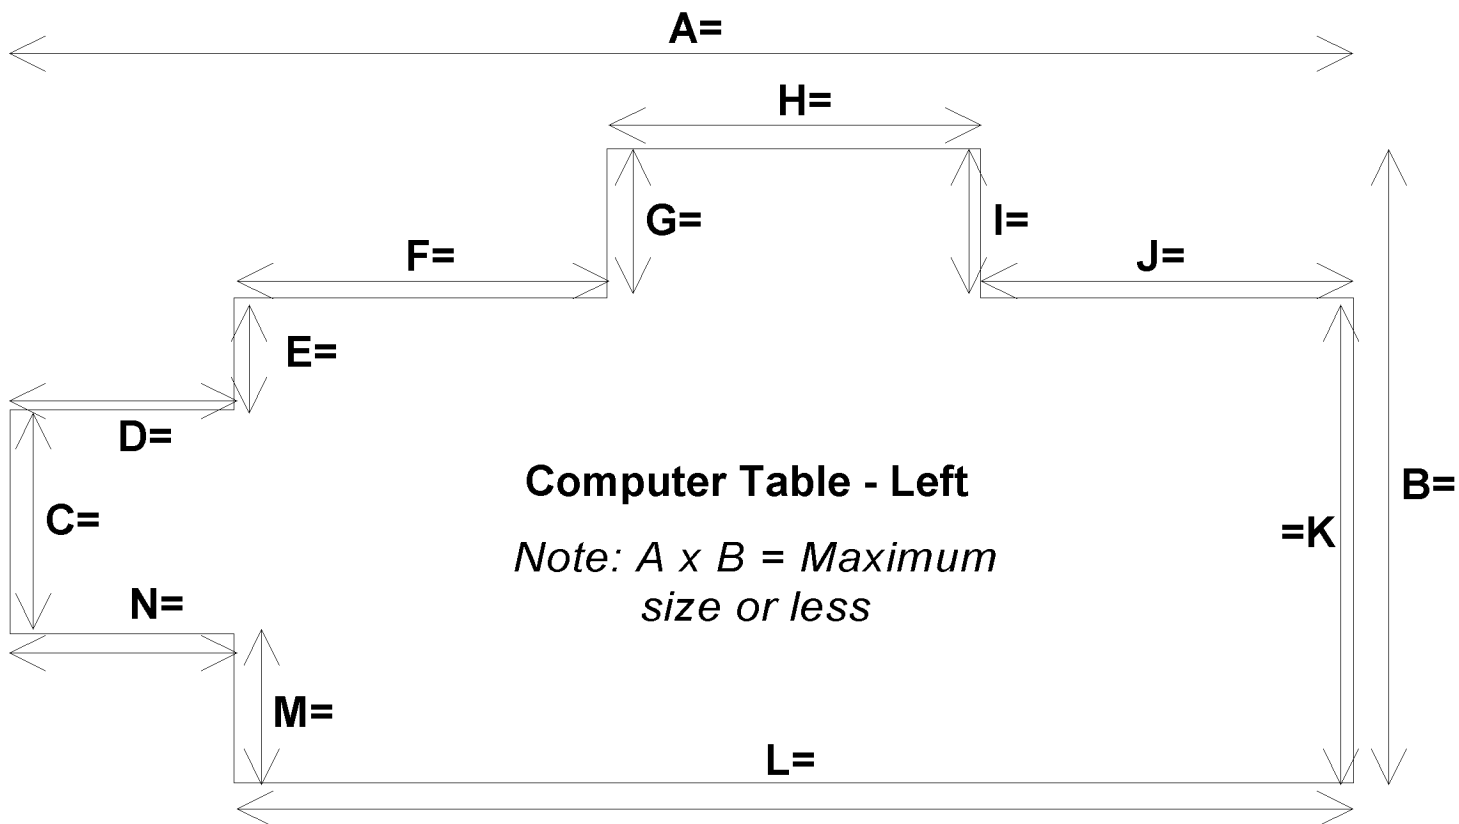 A=
H=
G=
I=
F=
J=
E=
D=
Computer Table - Left
B=
C=
=K
Note: A x B = Maximum
size or less
N=
M=
L=